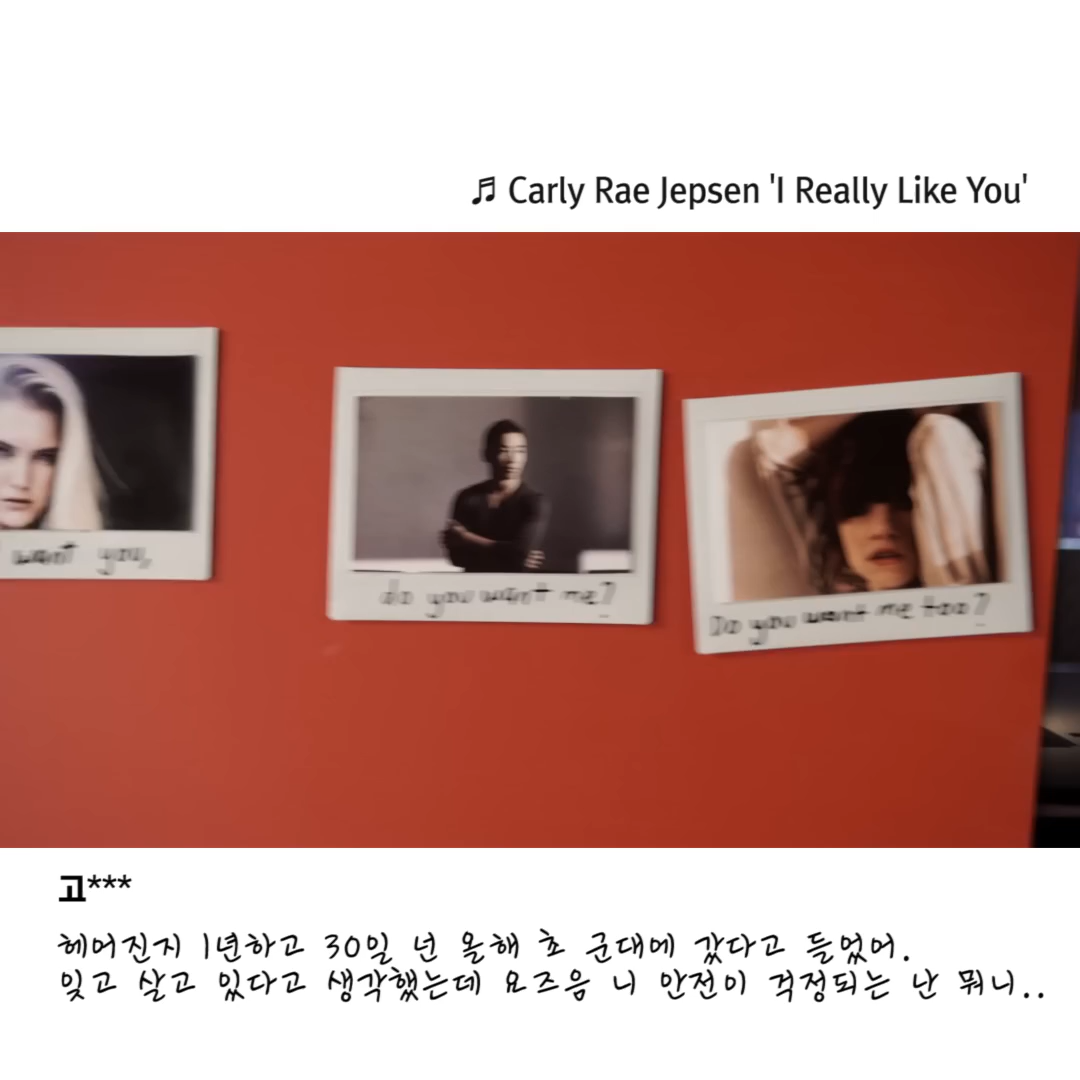 ♬ Carly Rae Jepsen 'I Really Like You'
want you,
do you want me?
Do you want me too?
고***
헤어진지 1년하고 30일 넌 올해 초 군대에 갔다고 들었어.
잊고 살고 있다고 생각했는데 요즈음 니 안전이 걱정되는 난 뭐니..